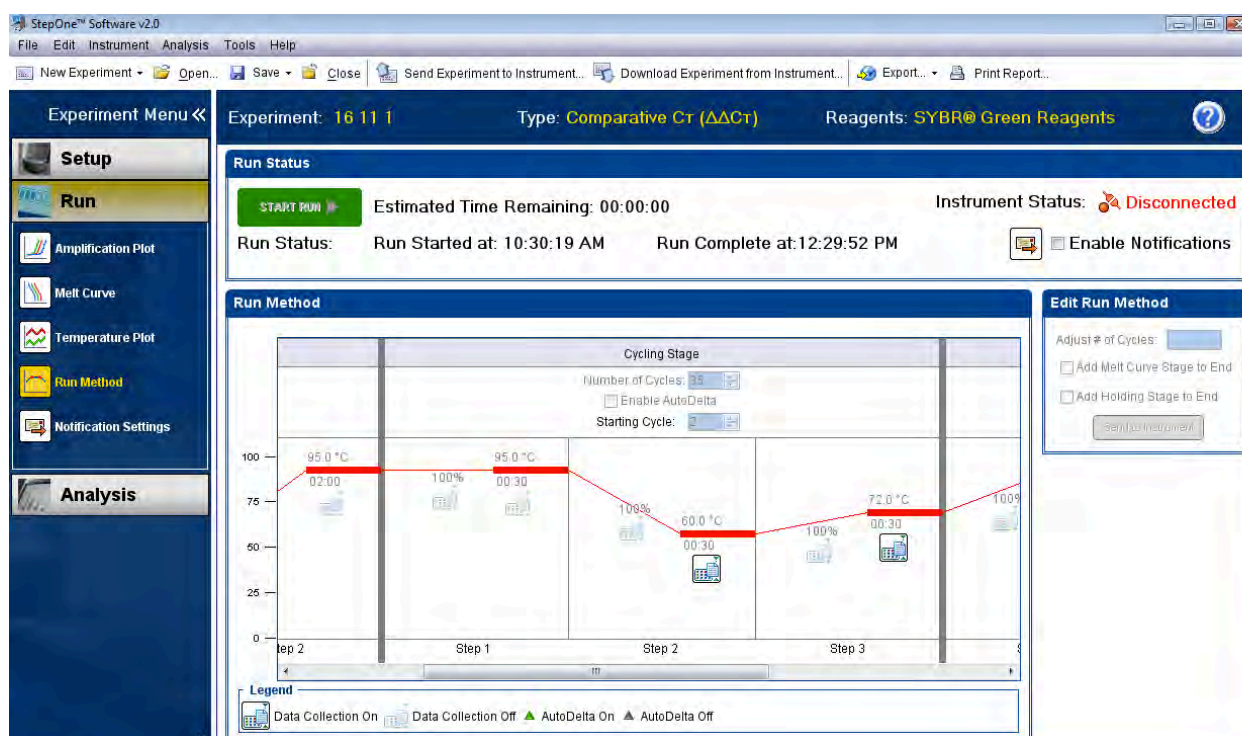 StepOne™ Software v2.0
File Edit Instrument Analysis Tools Help
New Experiment Open... Save Close Send Experiment to Instrument... Download Experiment from Instrument... Export... Print Report...
Experiment Menu «
Experiment: 16 11 1 Type: Comparative CT (ΔΔCT) Reagents: SYBR® Green Reagents ?
Setup
Run
Amplification Plot
Melt Curve
Temperature Plot
Run Method
Notification Settings
Analysis
Run Status
START RUN Estimated Time Remaining: 00:00:00 Instrument Status: Disconnected
Run Status: Run Started at: 10:30:19 AM Run Complete at:12:29:52 PM Enable Notifications
Run Method
Cycling Stage
Number of Cycles: 35
Enable AutoDelta
Starting Cycle: 2
100
75
50
25
0
95.0 °C
02:00
100%
95.0 °C
00:30
100%
60.0 °C
00:30
100%
72.0 °C
00:30
100%
tep 2 Step 1 Step 2 Step 3
Legend
Data Collection On Data Collection Off AutoDelta On AutoDelta Off
Edit Run Method
Adjust # of Cycles:
Add Melt Curve Stage to End
Add Holding Stage to End
Send to Instrument